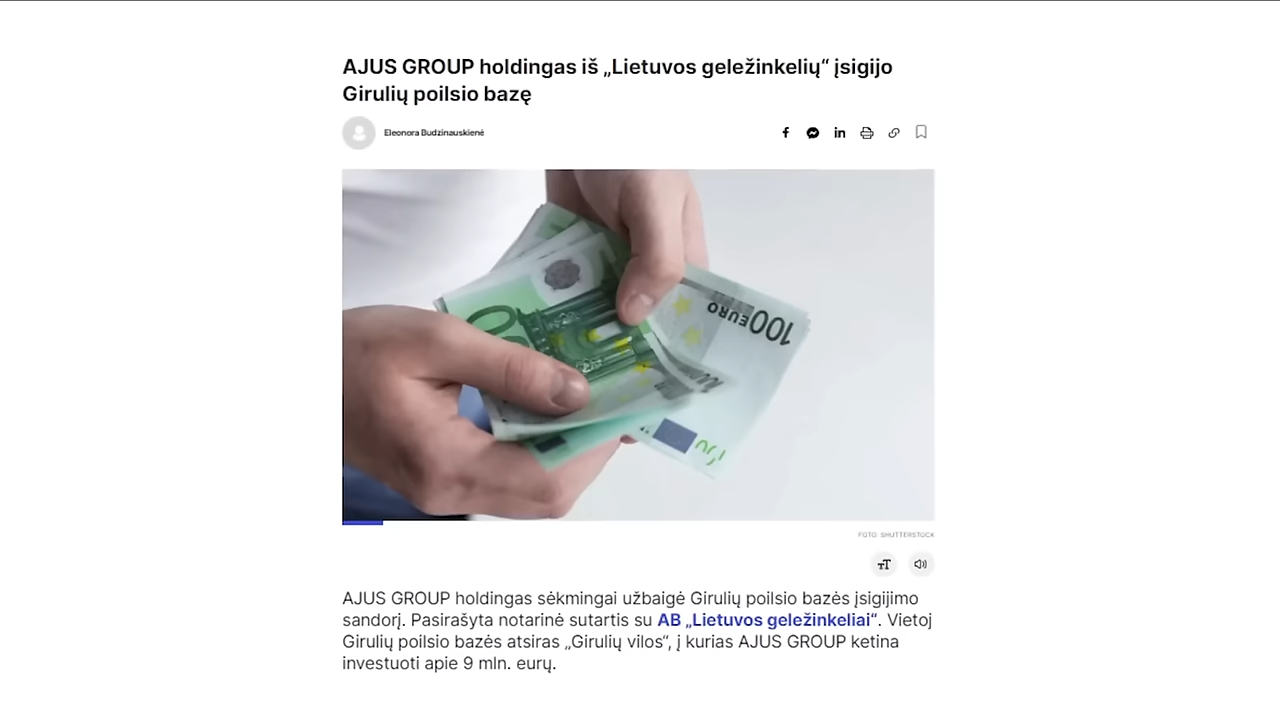 AJUS GROUP holdingas iš „Lietuvos geležinkelių“ įsigijo
Girulių poilsio bazę
Eleonora Budzinauskienė
100 EURO
FOTO: SHUTTERSTOCK
AJUS GROUP holdingas sėkmingai užbaigė Girulių poilsio bazės įsigijimo
sandorį. Pasirašyta notarinė sutartis su AB „Lietuvos geležinkeliai“. Vietoj
Girulių poilsio bazės atsiras „Girulių vilos“, į kurias AJUS GROUP ketina
investuoti apie 9 mln. eurų.